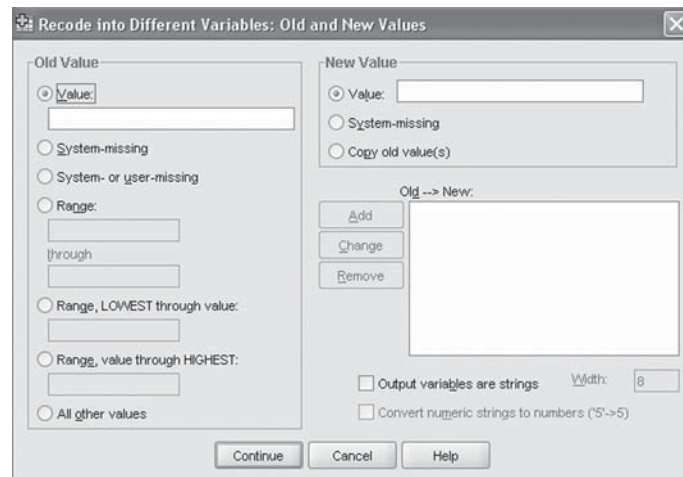 Recode into Different Variables: Old and New Values
Old Value
Value:
System-missing
System- or user-missing
Range:
through
Range, LOWEST through value:
Range, value through HIGHEST:
All other values
New Value
Value:
System-missing
Copy old value(s)
Old --> New:
Add
Change
Remove
Output variables are strings
Width:
8
Convert numeric strings to numbers ('5'->5)
Continue
Cancel
Help